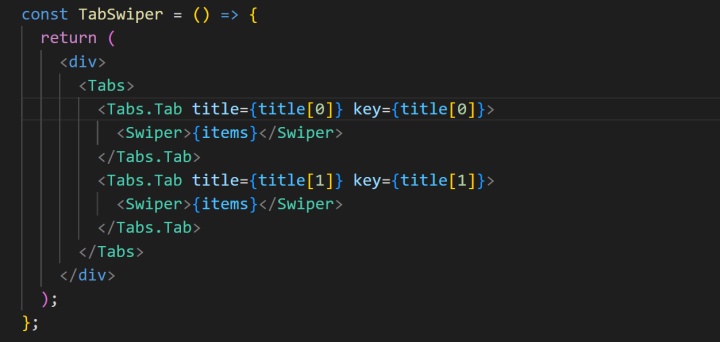 const TabSwiper = () => {
return (
<div>
<Tabs>
<Tabs.Tab title={title[0]} key={title[0]}>
<Swiper>{items}</Swiper>
</Tabs.Tab>
<Tabs.Tab title={title[1]} key={title[1]}>
<Swiper>{items}</Swiper>
</Tabs.Tab>
</Tabs>
</div>
);
};